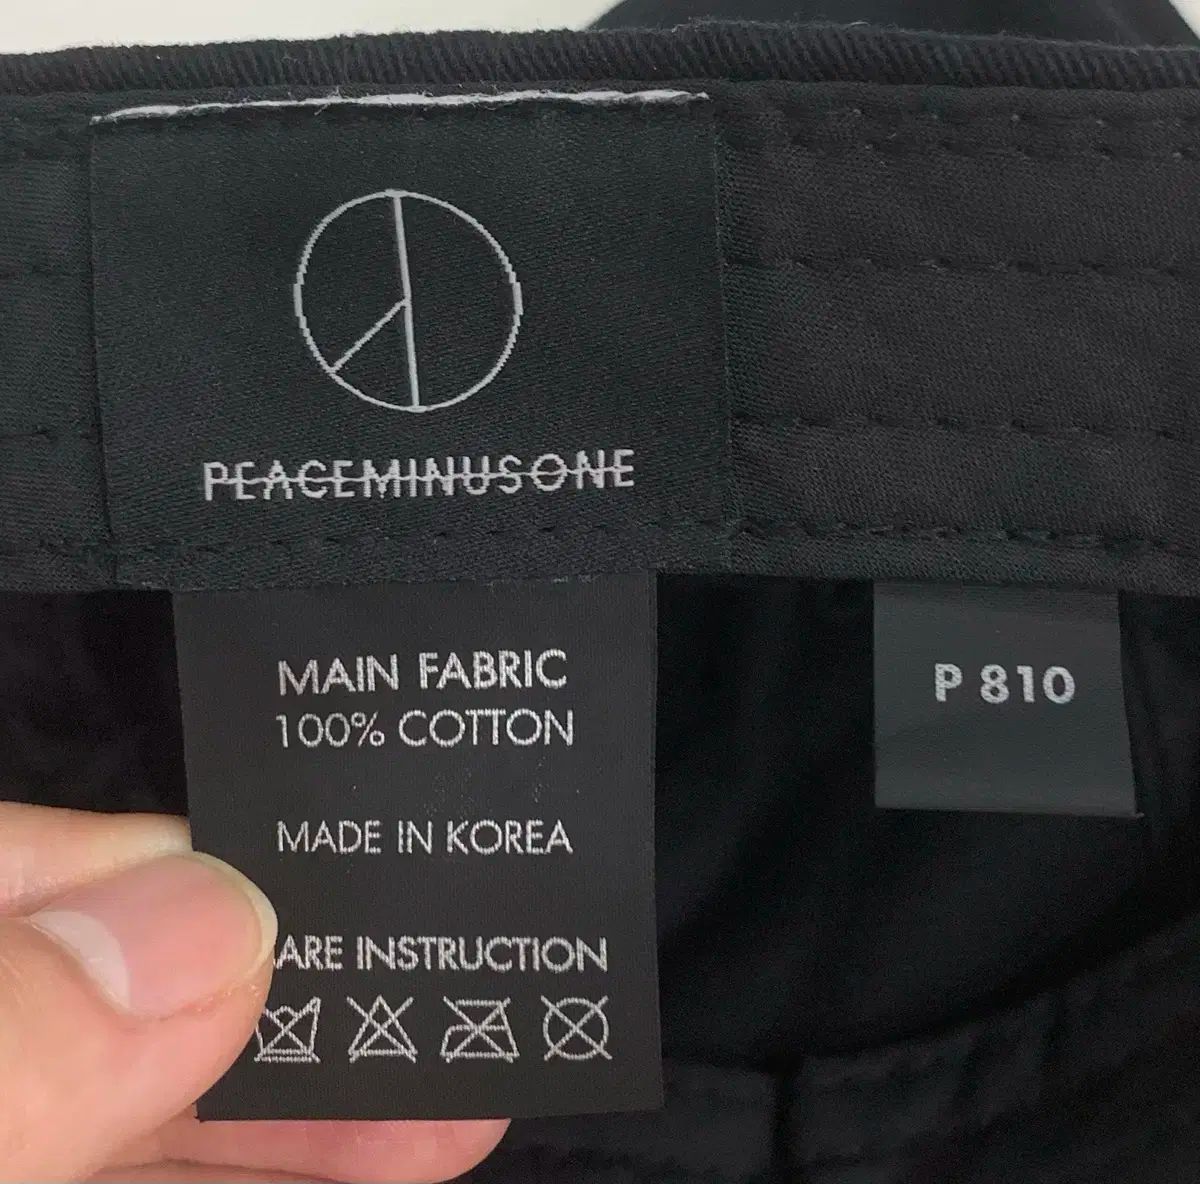 PEACEMINUSONE
MAIN FABRIC
100% COTTON
MADE IN KOREA
ARE INSTRUCTION
P 810